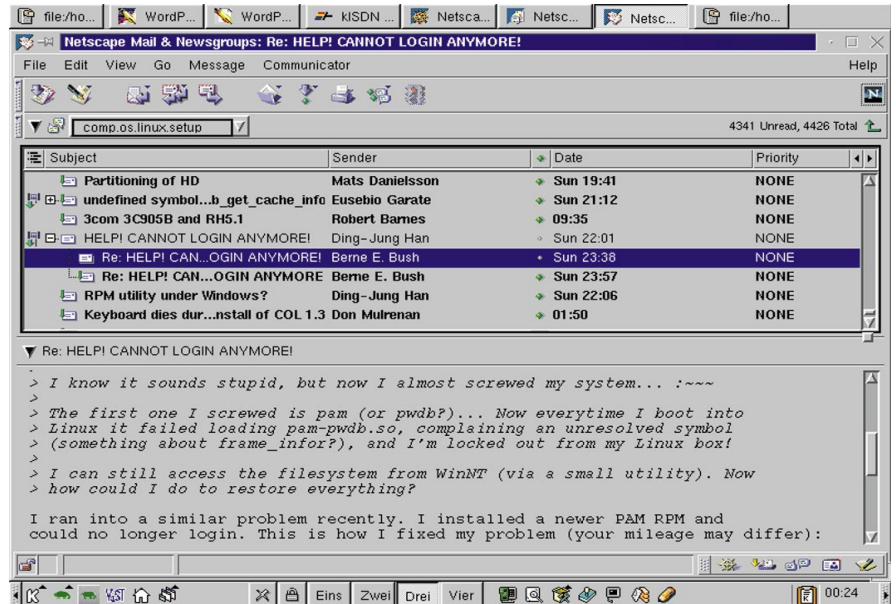 file:/ho... WordP... WordP... kISDN ... Netsca... Netsc... Netsc... file:/ho...
Netscape Mail & Newsgroups: Re: HELP! CANNOT LOGIN ANYMORE!
File Edit View Go Message Communicator Help
N
comp.os.linux.setup 4341 Unread, 4426 Total
Subject Sender Date Priority
Partitioning of HD Mats Danielsson Sun 19:41 NONE
undefined symbol...b_get_cache_info Eusebio Garate Sun 21:12 NONE
3com 3C905B and RH5.1 Robert Barnes 09:35 NONE
HELP! CANNOT LOGIN ANYMORE! Ding-Jung Han Sun 22:01 NONE
Re: HELP! CAN...OGIN ANYMORE! Berne E. Bush Sun 23:38 NONE
Re: HELP! CAN...OGIN ANYMORE Berne E. Bush Sun 23:57 NONE
RPM utility under Windows? Ding-Jung Han Sun 22:06 NONE
Keyboard dies dur...nstall of COL 1.3 Don Mulrenan 01:50 NONE
Re: HELP! CANNOT LOGIN ANYMORE!
> I know it sounds stupid, but now I almost screwed my system... :~~~
>
> The first one I screwed is pam (or pwdb?)... Now everytime I boot into
> Linux it failed loading pam-pwdb.so, complaining an unresolved symbol
> (something about frame_infor?), and I'm locked out from my Linux box!
>
> I can still access the filesystem from WinNT (via a small utility). Now
> how could I do to restore everything?
I ran into a similar problem recently. I installed a newer PAM RPM and
could no longer login. This is how I fixed my problem (your mileage may differ):
K Eins Zwei Drei Vier 00:24